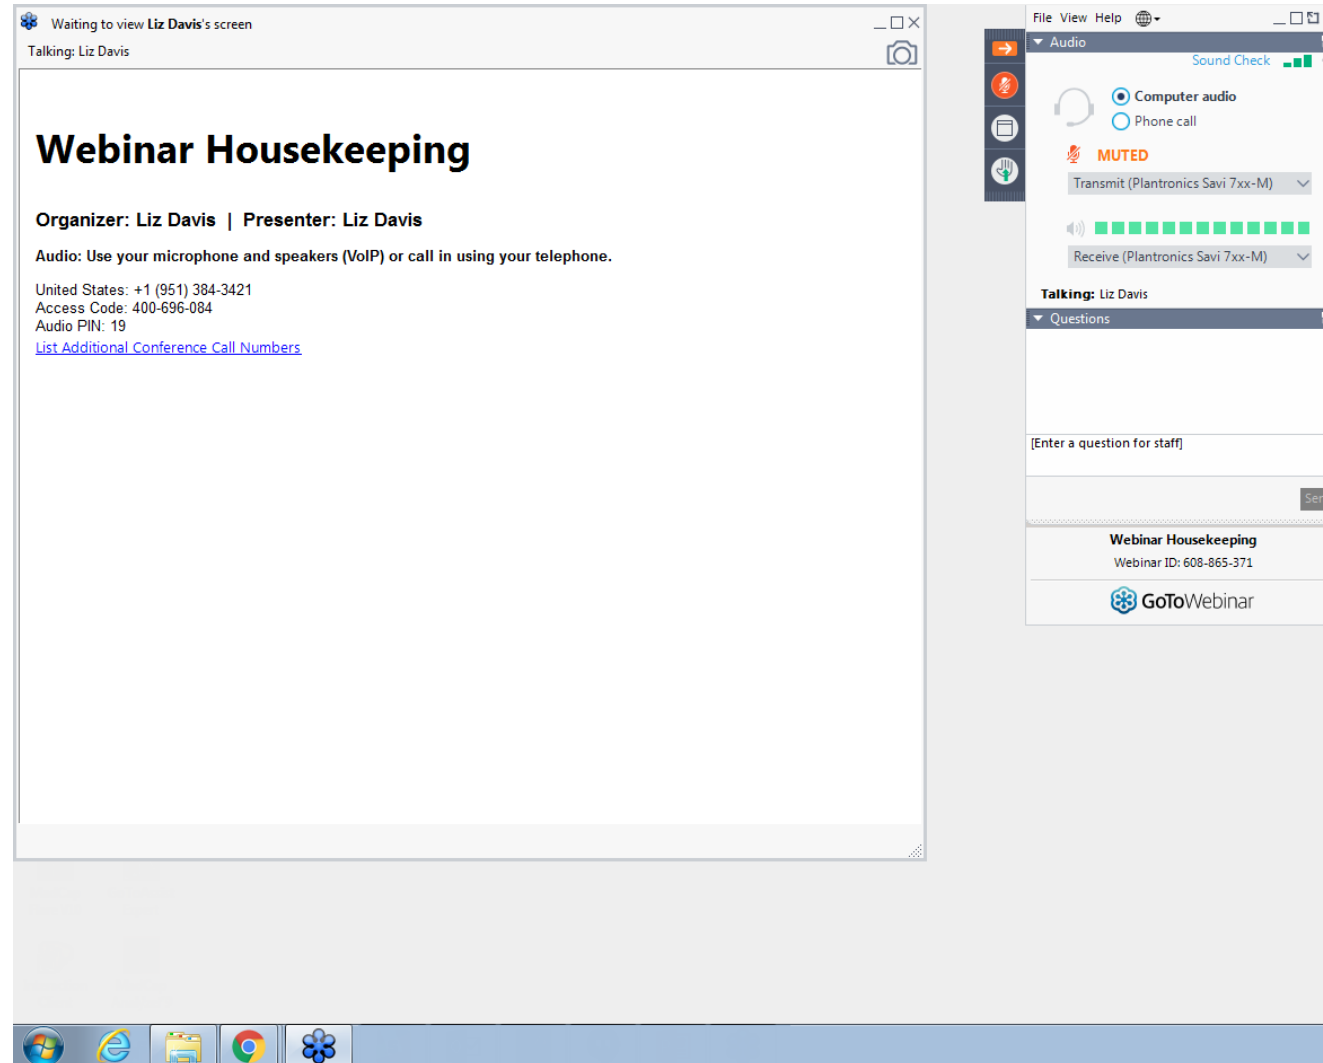 Waiting to view Liz Davis's screen
Talking: Liz Davis
Webinar Housekeeping
Organizer: Liz Davis | Presenter: Liz Davis
Audio: Use your microphone and speakers (VoIP) or call in using your telephone.
United States: +1 (951) 384-3421
Access Code: 400-696-084
Audio PIN: 19
List Additional Conference Call Numbers
File View Help
Audio
Sound Check
Computer audio
Phone call
MUTED
Transmit (Plantronics Savi 7xx-M)
Receive (Plantronics Savi 7xx-M)
Talking: Liz Davis
Questions
[Enter a question for staff]
Webinar Housekeeping
Webinar ID: 608-865-371
GoToWebinar